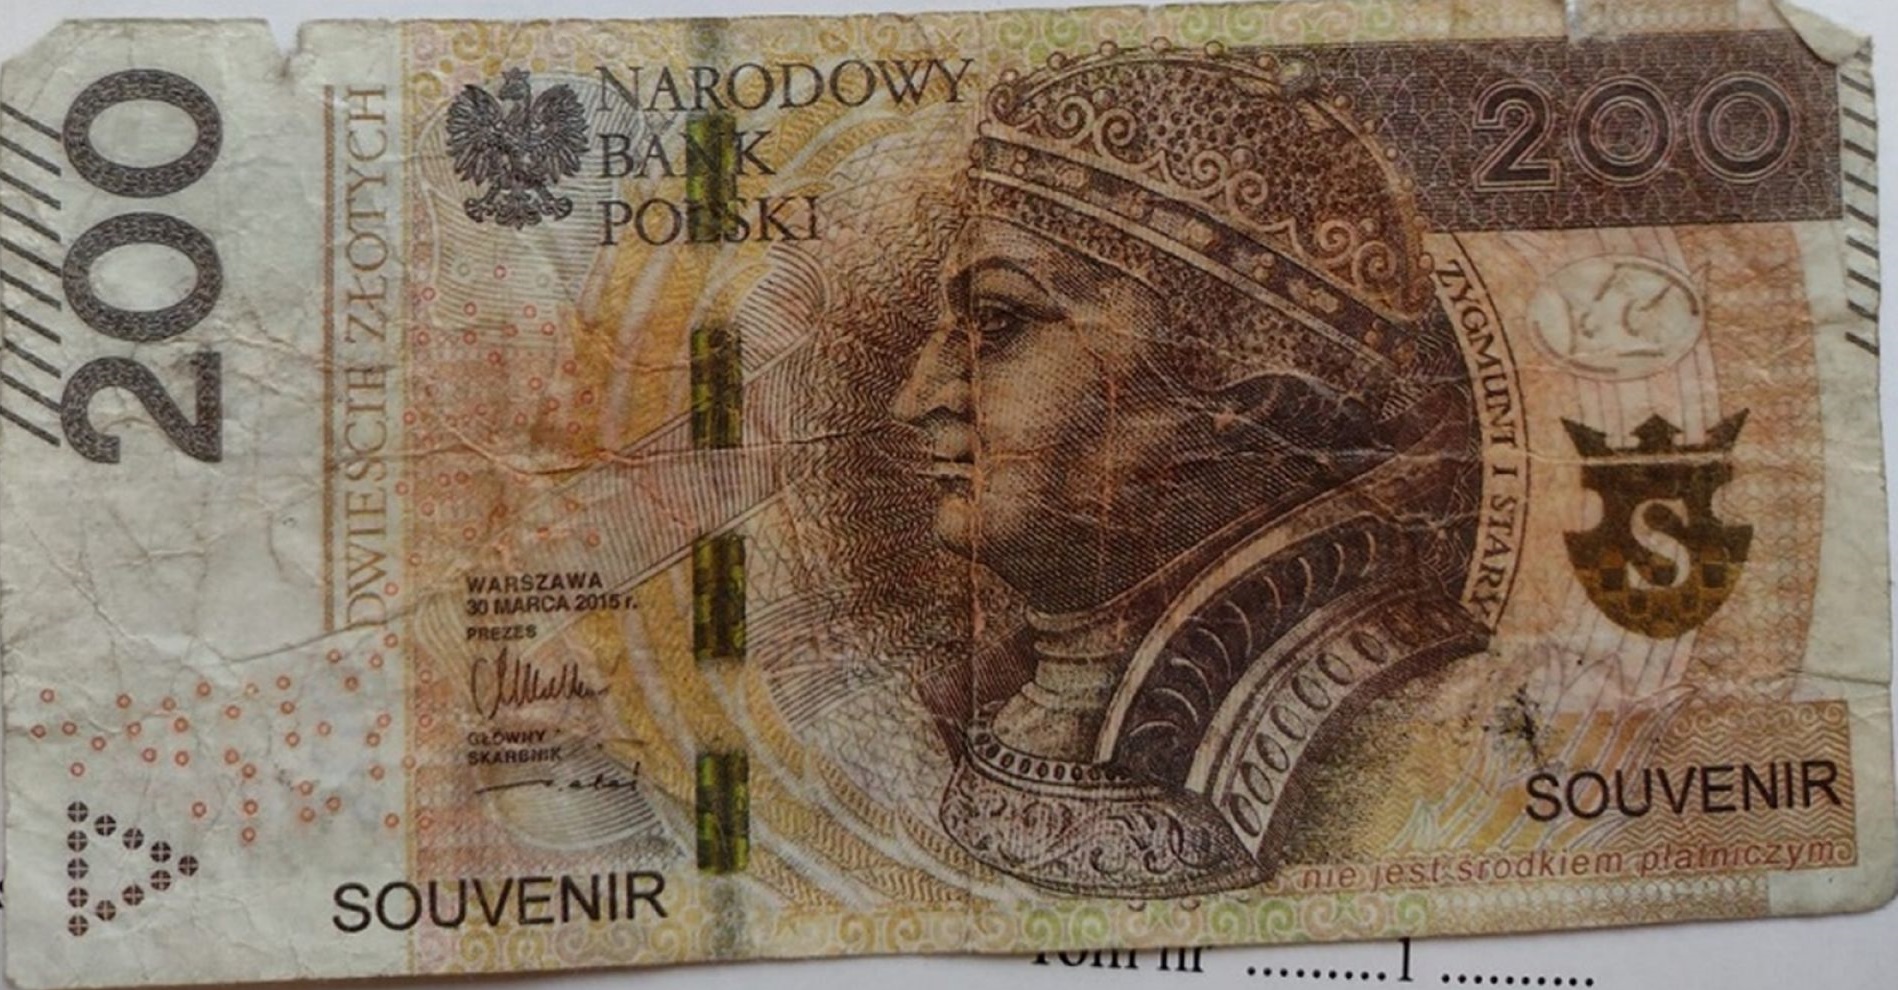 200
DWIEŚCIE ZŁOTYCH
NARODOWY
BANK
POLSKI
200
ZYGMUNT I STARY
S
WARSZAWA
30 MARCA 2015 r.
PREZES
GŁÓWNY
SKARBNIK
SOUVENIR
SOUVENIR
nie jest środkiem płatniczym
Tom nr .........1 ..........